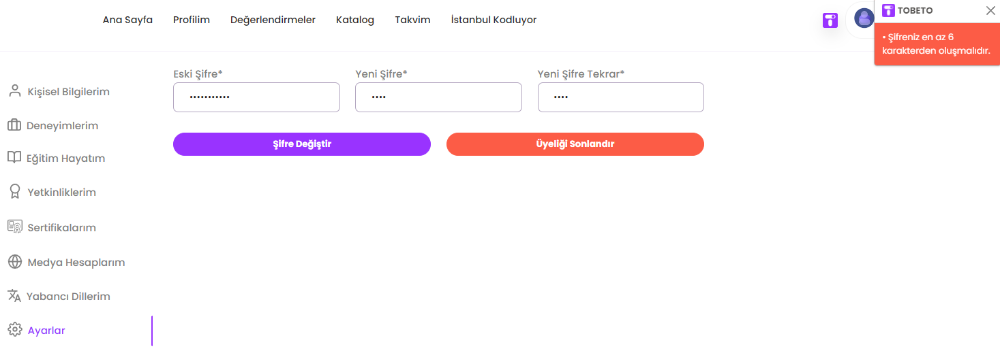 Ana Sayfa Profilim Değerlendirmeler Katalog Takvim İstanbul Kodluyor
TOBETO
• Şifreniz en az 6
karakterden oluşmalıdır.
Kişisel Bilgilerim
Deneyimlerim
Eğitim Hayatım
Yetkinliklerim
Sertifikalarım
Medya Hesaplarım
Yabancı Dillerim
Ayarlar
Eski Şifre* Yeni Şifre* Yeni Şifre Tekrar*
••••••••••• •••• ••••
Şifre Değiştir Üyeliği Sonlandır